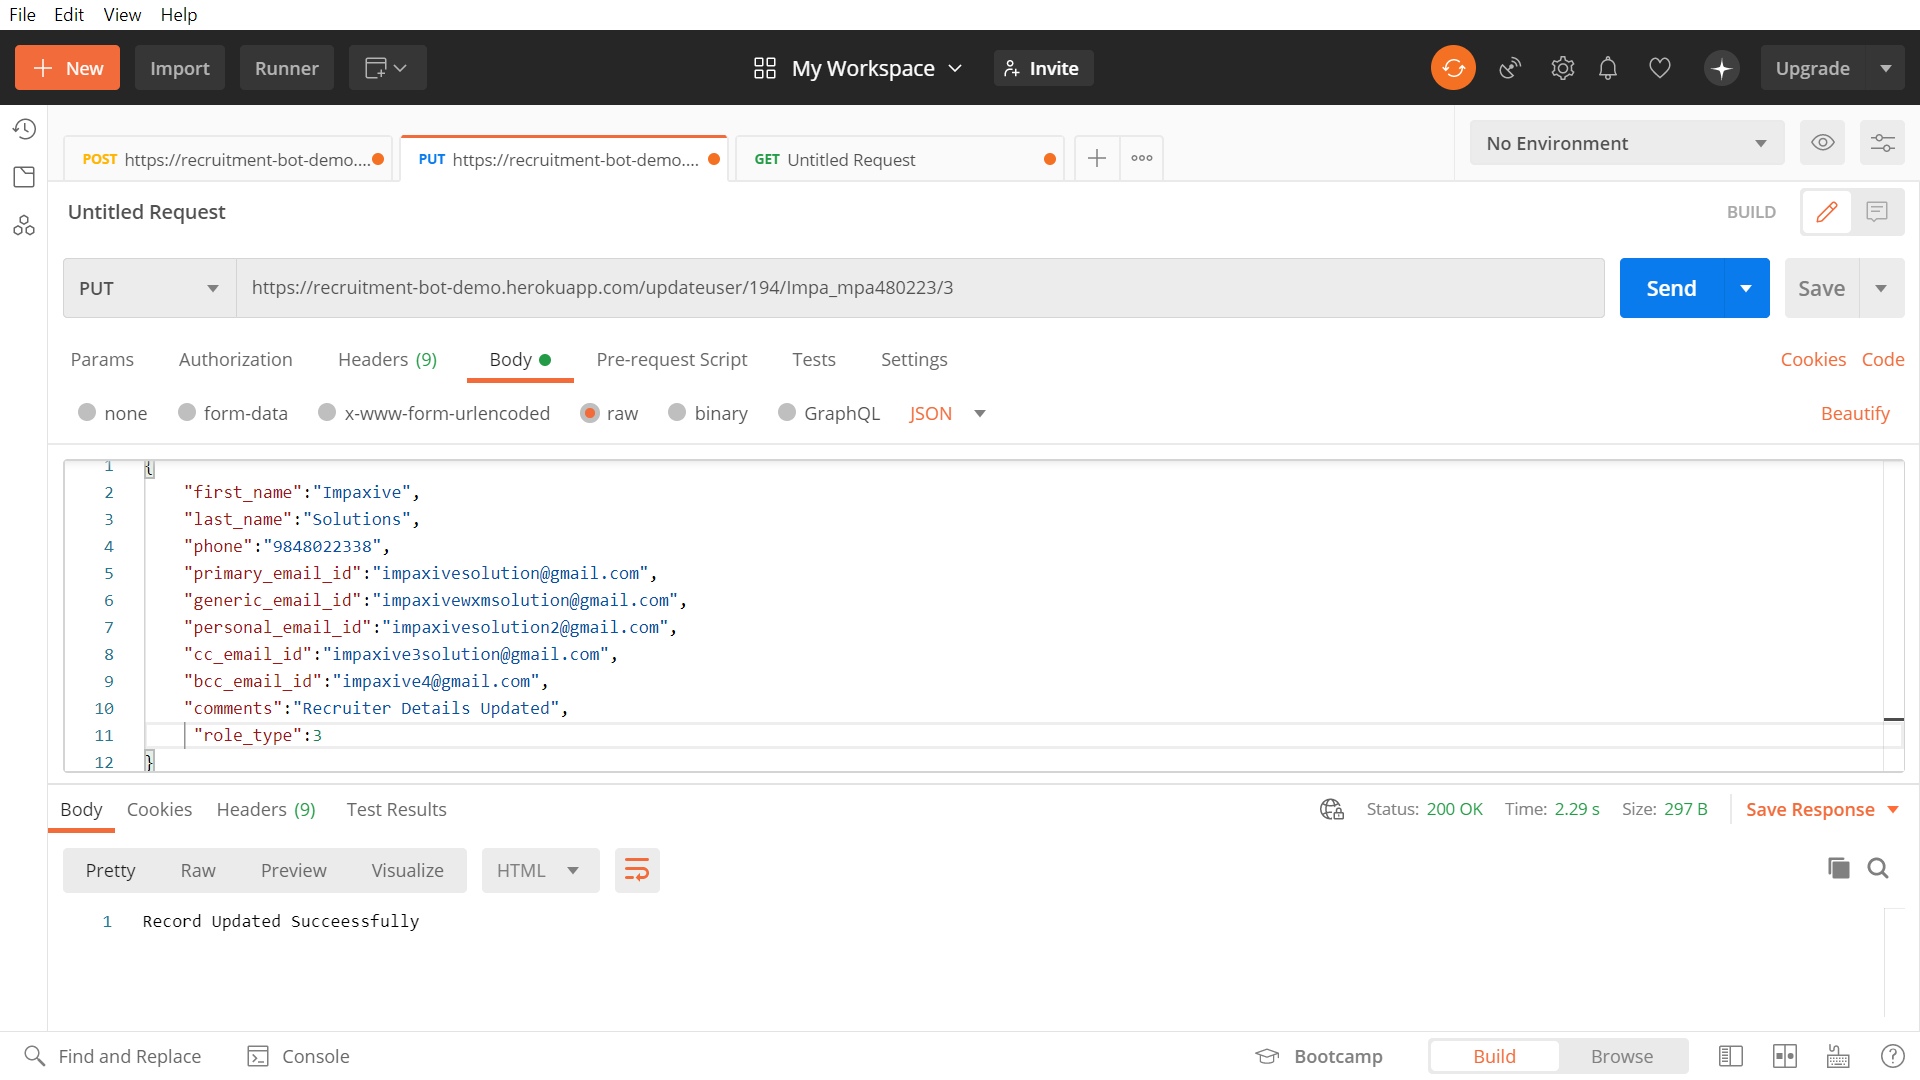 File Edit View Help
New Import Runner My Workspace Invite Upgrade
POST https://recruitment-bot-demo.... PUT https://recruitment-bot-demo.... GET Untitled Request No Environment
Untitled Request BUILD
PUT https://recruitment-bot-demo.herokuapp.com/updateuser/194/Impa_mpa480223/3 Send Save
Params Authorization Headers (9) Body Pre-request Script Tests Settings Cookies Code
none form-data x-www-form-urlencoded raw binary GraphQL JSON Beautify
1 {
2 "first_name":"Impaxive",
3 "last_name":"Solutions",
4 "phone":"9848022338",
5 "primary_email_id":"impaxivesolution@gmail.com",
6 "generic_email_id":"impaxivewxmsolution@gmail.com",
7 "personal_email_id":"impaxivesolution2@gmail.com",
8 "cc_email_id":"impaxive3solution@gmail.com",
9 "bcc_email_id":"impaxive4@gmail.com",
10 "comments":"Recruiter Details Updated",
11 "role_type":3
12 }
Body Cookies Headers (9) Test Results Status: 200 OK Time: 2.29 s Size: 297 B Save Response
Pretty Raw Preview Visualize HTML
1 Record Updated Succeessfully
Find and Replace Console Bootcamp Build Browse